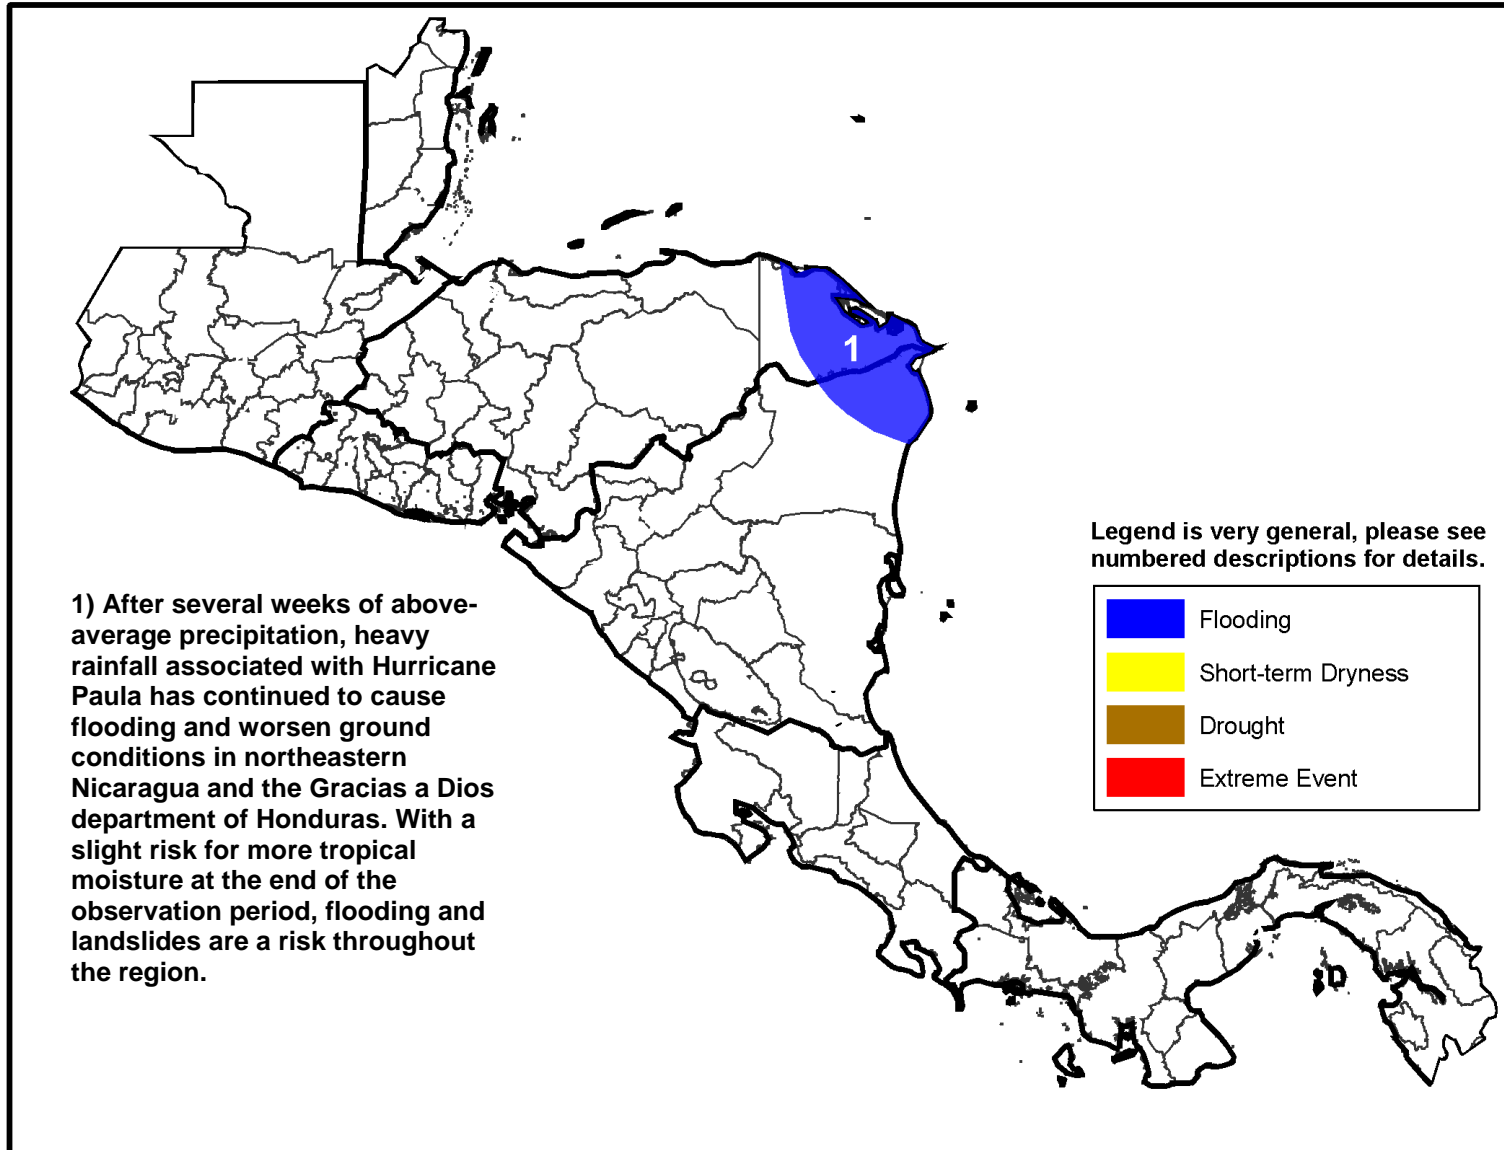 1
Legend is very general, please see
numbered descriptions for details.
Flooding
Short-term Dryness
Drought
Extreme Event
1) After several weeks of above-
average precipitation, heavy
rainfall associated with Hurricane
Paula has continued to cause
flooding and worsen ground
conditions in northeastern
Nicaragua and the Gracias a Dios
department of Honduras. With a
slight risk for more tropical
moisture at the end of the
observation period, flooding and
landslides are a risk throughout
the region.